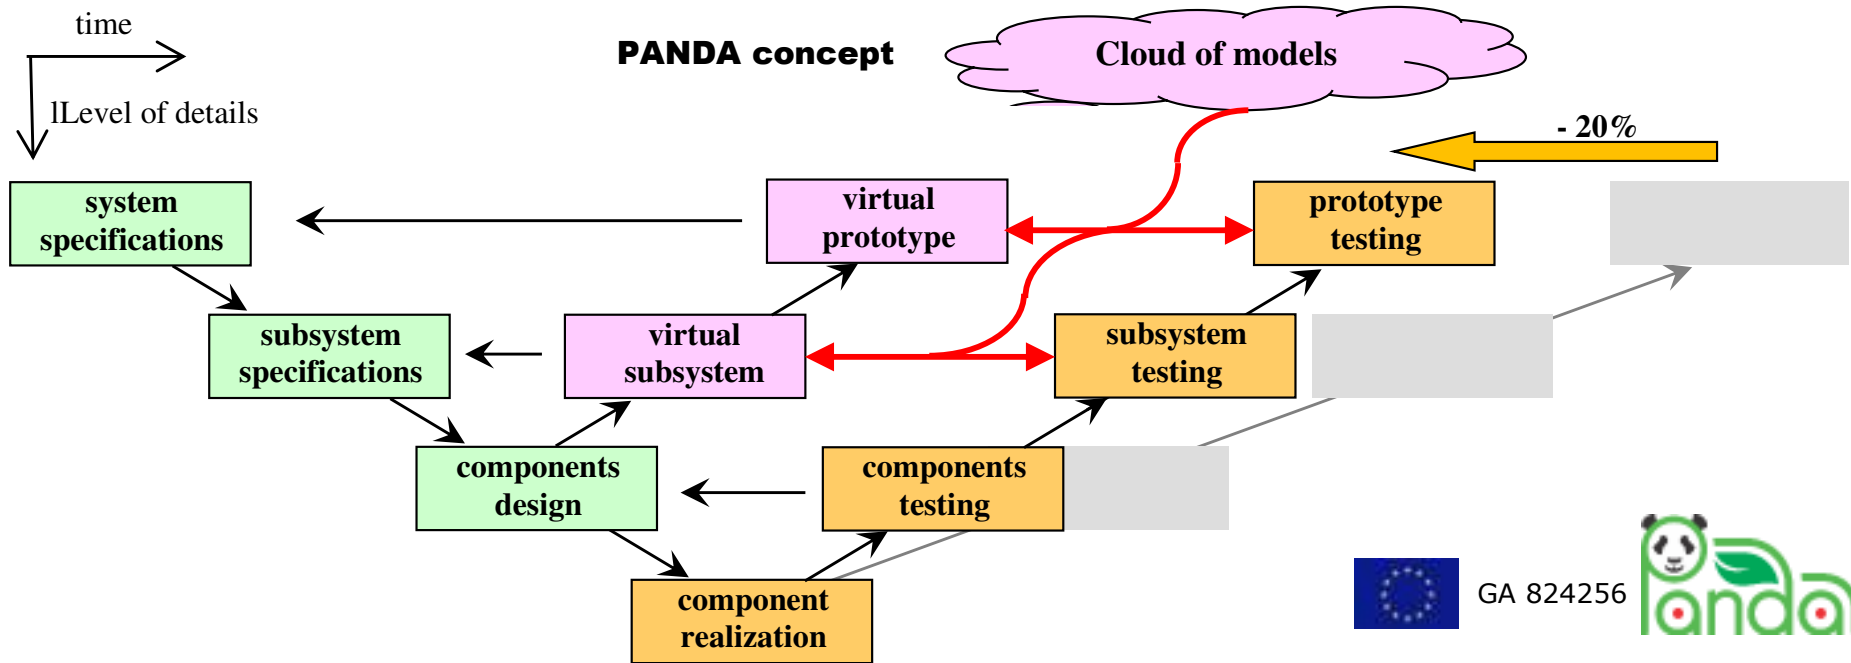 time
PANDA concept
Cloud of models
lLevel of details
- 20%
system
specifications
virtual
prototype
prototype
testing
subsystem
specifications
virtual
subsystem
subsystem
testing
components
design
components
testing
component
realization
GA 824256
Panda